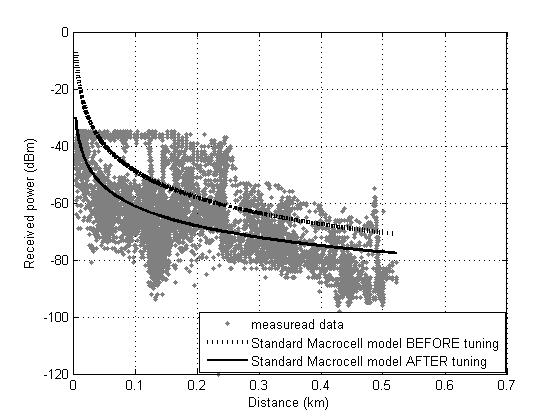 0
-20
-40
-60
-80
-100
-120
Received power (dBm)
0 0.1 0.2 0.3 0.4 0.5 0.6 0.7
Distance (km)
measuread data
Standard Macrocell model BEFORE tuning
Standard Macrocell model AFTER tuning